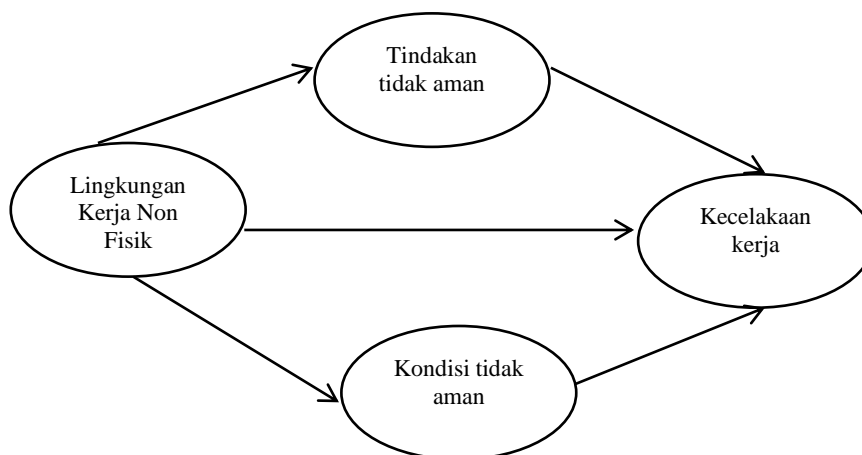 Tindakan
tidak aman
Lingkungan
Kerja Non
Fisik
Kecelakaan
kerja
Kondisi tidak
aman